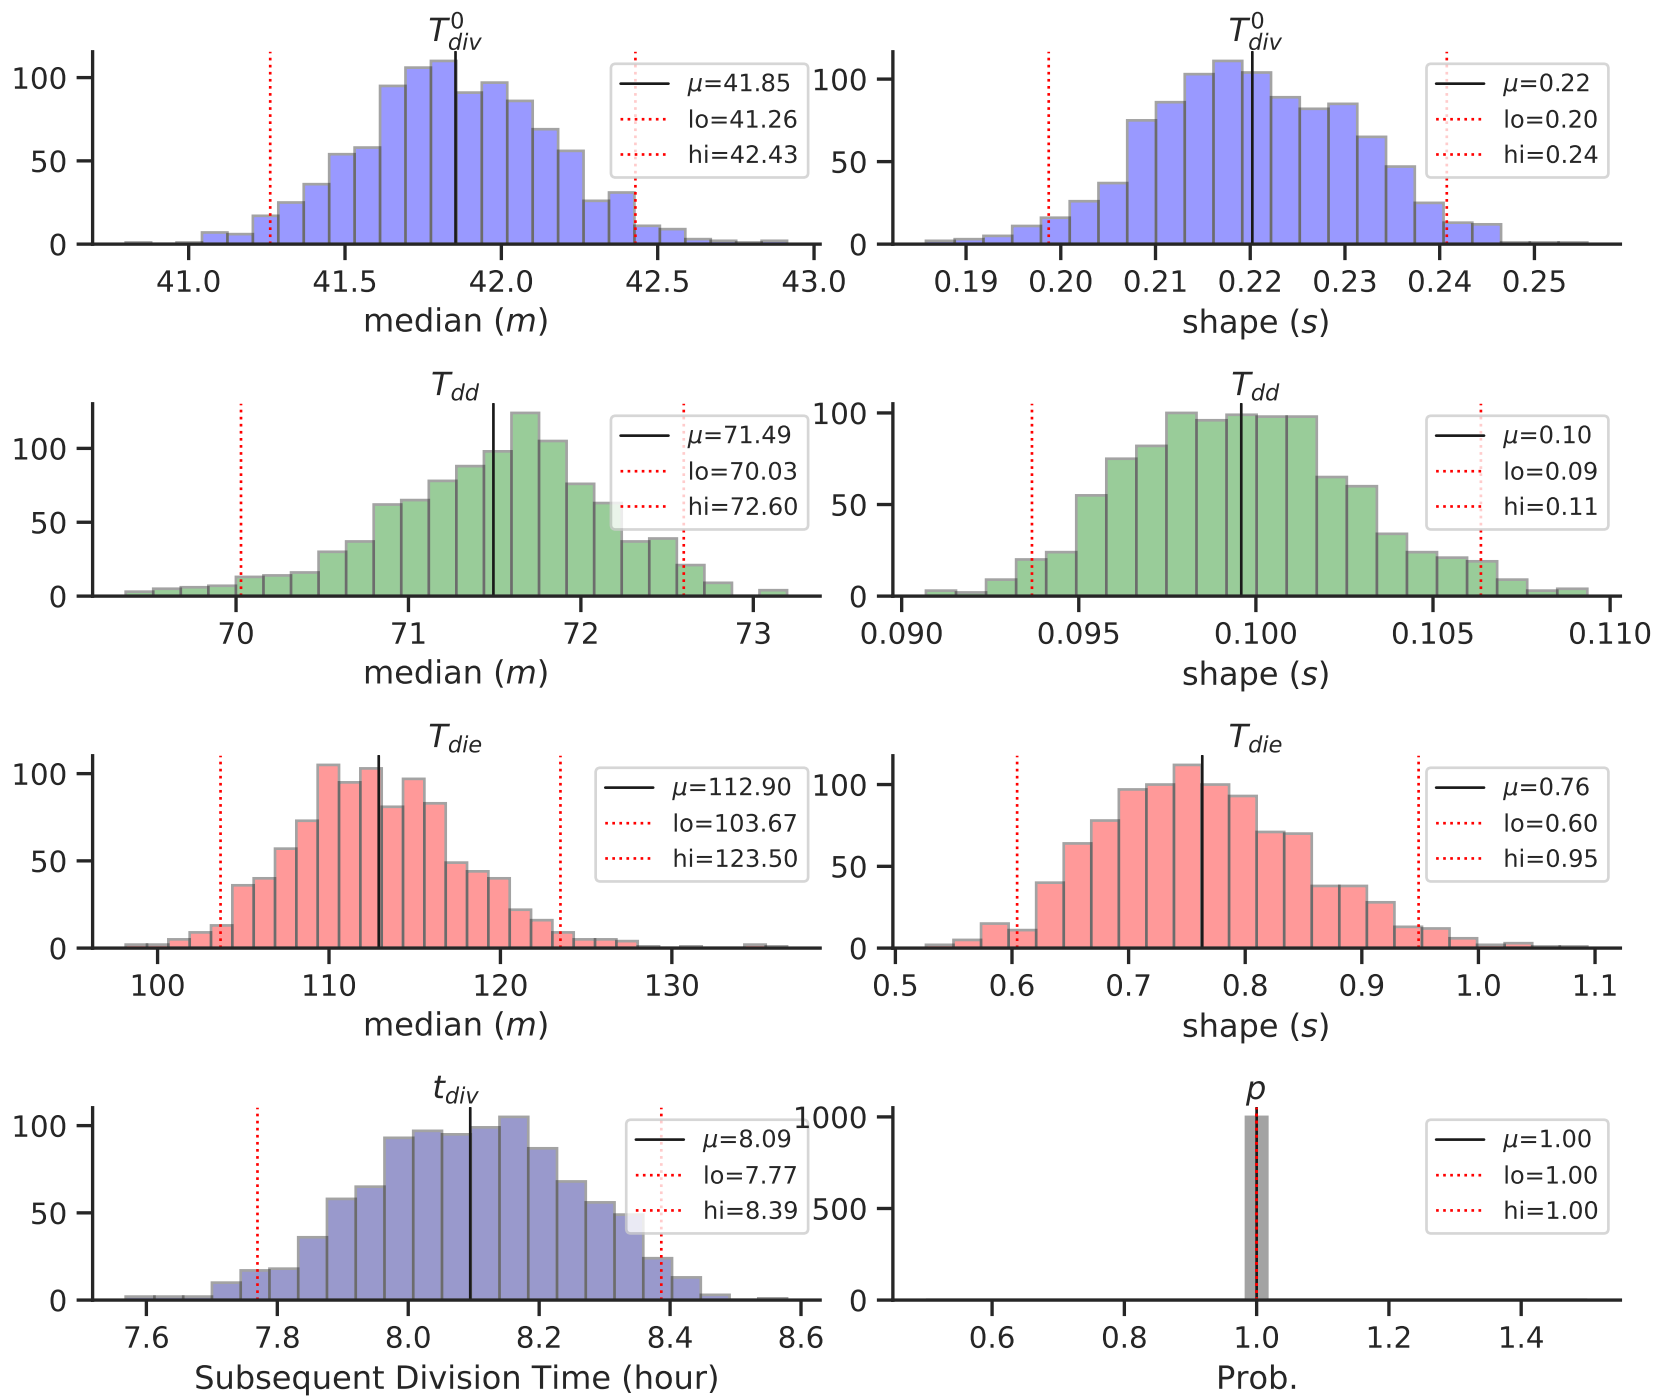 T⁰div
100
50
0
μ=41.85
lo=41.26
hi=42.43
41.0 41.5 42.0 42.5 43.0
median (m)
T⁰div
100
50
0
μ=0.22
lo=0.20
hi=0.24
0.19 0.20 0.21 0.22 0.23 0.24 0.25
shape (s)
Tdd
100
50
0
μ=71.49
lo=70.03
hi=72.60
70 71 72 73
median (m)
Tdd
100
50
0
μ=0.10
lo=0.09
hi=0.11
0.090 0.095 0.100 0.105 0.110
shape (s)
Tdie
100
50
0
μ=112.90
lo=103.67
hi=123.50
100 110 120 130
median (m)
Tdie
100
50
0
μ=0.76
lo=0.60
hi=0.95
0.5 0.6 0.7 0.8 0.9 1.0 1.1
shape (s)
tdiv
100
50
0
μ=8.09
lo=7.77
hi=8.39
7.6 7.8 8.0 8.2 8.4 8.6
Subsequent Division Time (hour)
p
1000
500
0
μ=1.00
lo=1.00
hi=1.00
0.6 0.8 1.0 1.2 1.4
Prob.